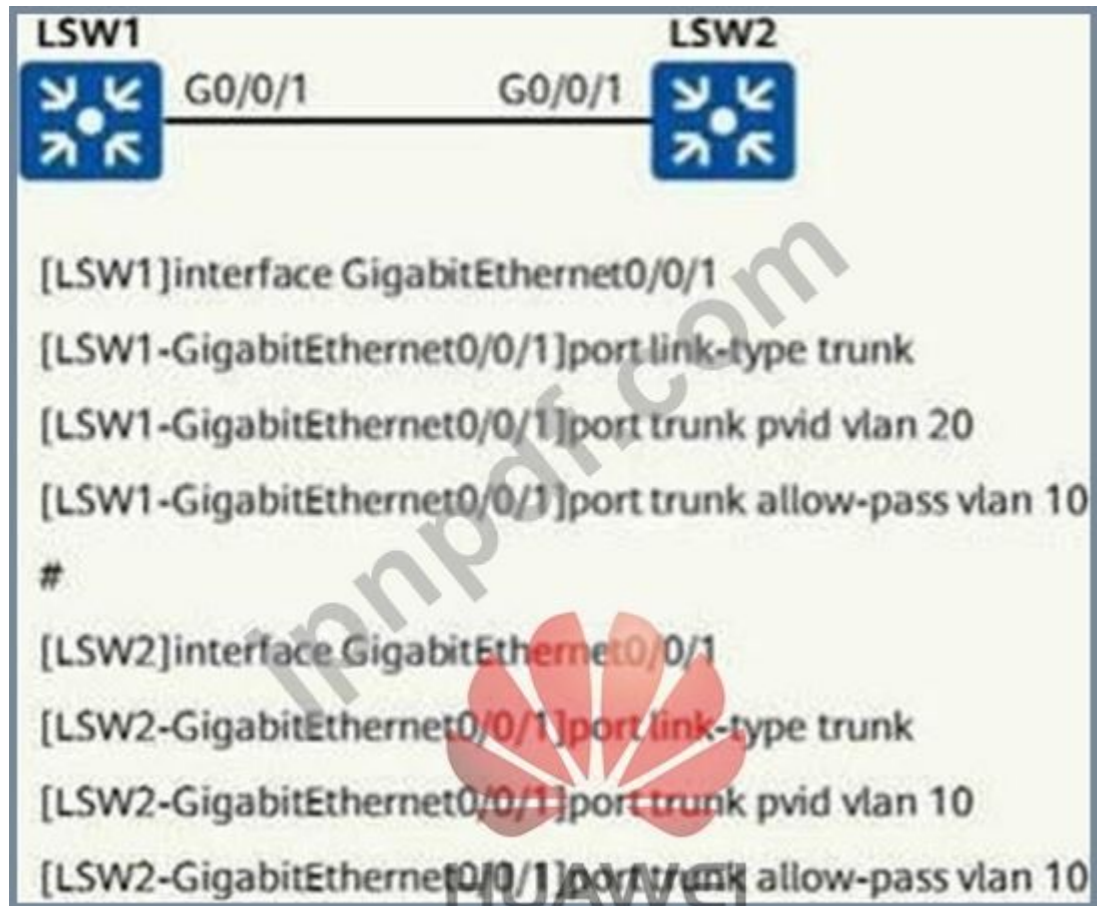 LSW1 LSW2
G0/0/1 G0/0/1
[LSW1]interface GigabitEthernet0/0/1
[LSW1-GigabitEthernet0/0/1]port link-type trunk
[LSW1-GigabitEthernet0/0/1]port trunk pvid vlan 20
[LSW1-GigabitEthernet0/0/1]port trunk allow-pass vlan 10
#
[LSW2]interface GigabitEthernet0/0/1
[LSW2-GigabitEthernet0/0/1]port link-type trunk
[LSW2-GigabitEthernet0/0/1]port trunk pvid vlan 10
[LSW2-GigabitEthernet0/0/1]port trunk allow-pass vlan 10
HUAWEI